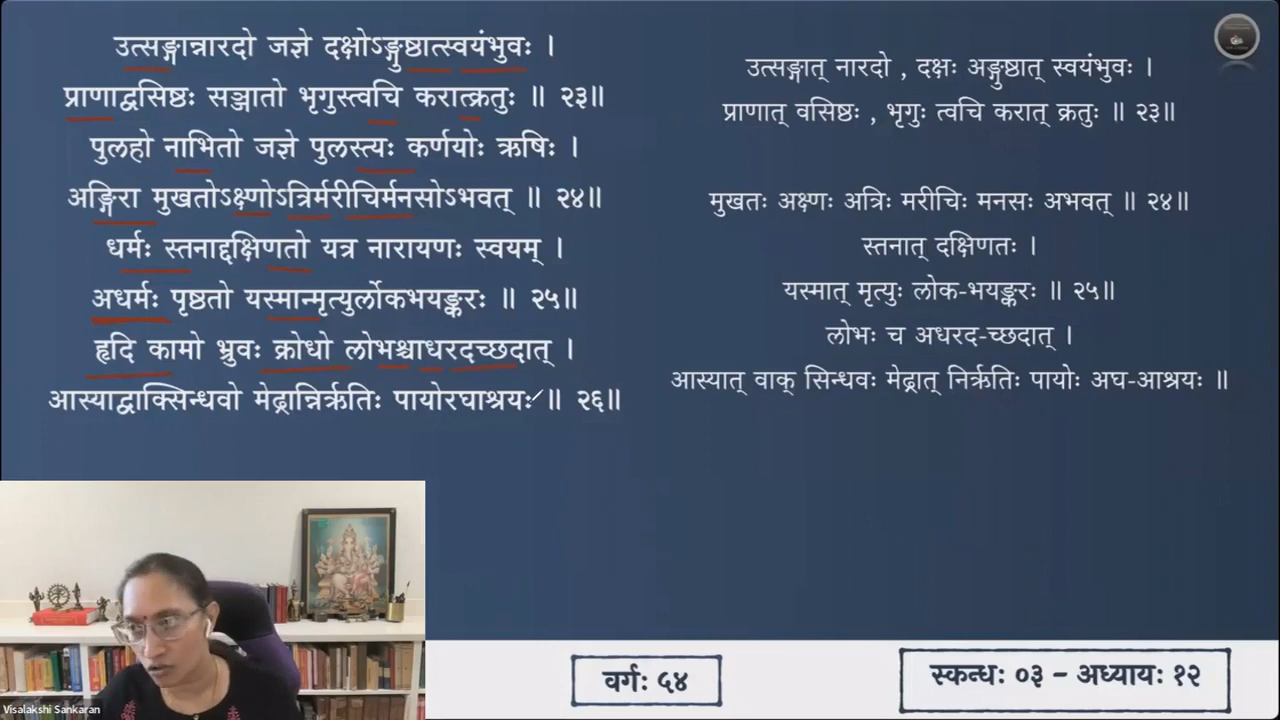 उत्सङ्गान्नारदो जज्ञे दक्षोऽङ्गुष्ठात्स्वयंभुवः ।
प्राणाद्वसिष्ठः सञ्जातो भृगुस्त्वचि करात्क्रतुः ॥ २३॥
पुलहो नाभितो जज्ञे पुलस्त्यः कर्णयोः ऋषिः ।
अङ्गिरा मुखतोऽक्ष्णोऽत्रिर्मरीचिर्मनसोऽभवत् ॥ २४॥
धर्मः स्तनाद्दक्षिणतो यत्र नारायणः स्वयम् ।
अधर्मः पृष्ठतो यस्मान्मृत्युर्लोकभयङ्करः ॥ २५॥
हृदि कामो भ्रुवः क्रोधो लोभश्चाधरदच्छदात् ।
आस्याद्वाक्सिन्धवो मेढ्रान्निरृतिः पायोरघाश्रयः ॥ २६॥
उत्सङ्गात् नारदो , दक्षः अङ्गुष्ठात् स्वयंभुवः ।
प्राणात् वसिष्ठः , भृगुः त्वचि करात् क्रतुः ॥ २३॥
मुखतः अक्ष्णः अत्रिः मरीचिः मनसः अभवत् ॥ २४॥
स्तनात् दक्षिणतः ।
यस्मात् मृत्युः लोक-भयङ्करः ॥ २५॥
लोभः च अधरद-च्छदात् ।
आस्यात् वाक् सिन्धवः मेढ्रात् निरृतिः पायोः अघ-आश्रयः ॥
Visalakshi Sankaran
वर्गः ५४
स्कन्धः ०३ – अध्यायः १२